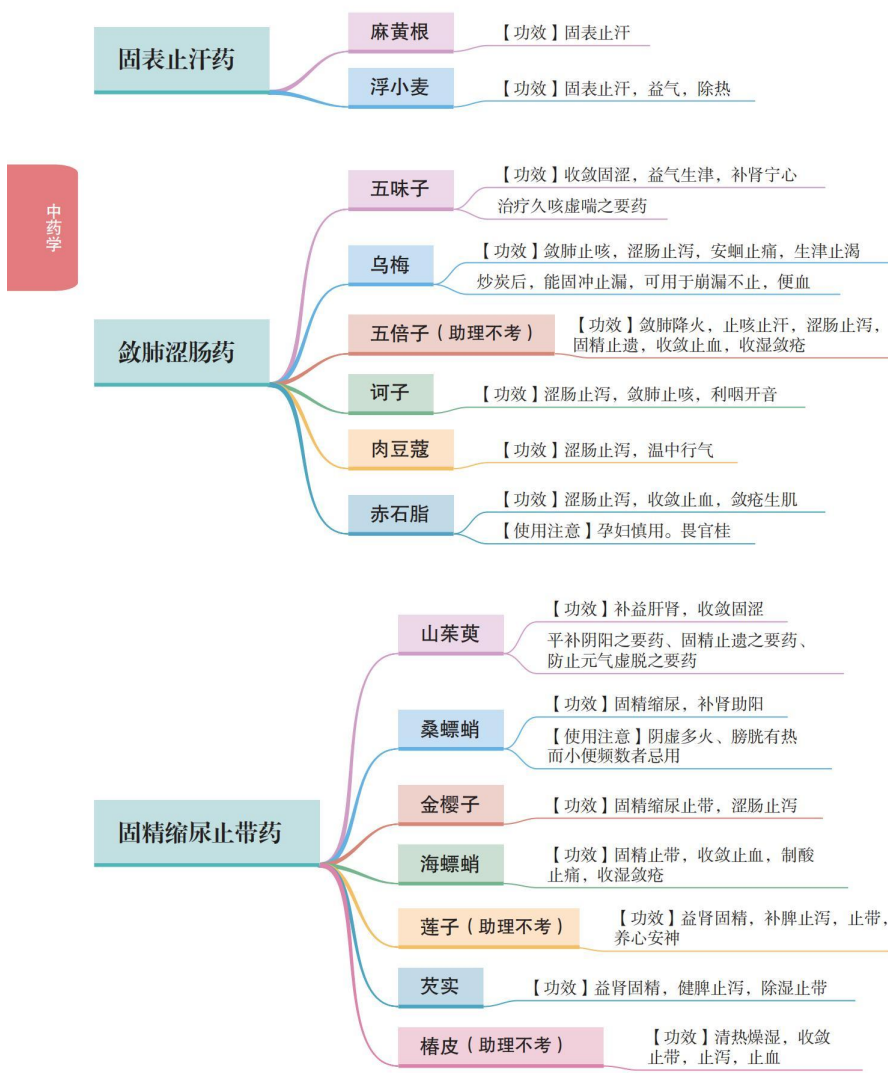 固表止汗药
麻黄根
【功效】固表止汗
浮小麦
【功效】固表止汗，益气，除热
中药学
敛肺涩肠药
五味子
【功效】收敛固涩，益气生津，补肾宁心
治疗久咳虚喘之要药
乌梅
【功效】敛肺止咳，涩肠止泻，安蛔止痛，生津止渴
炒炭后，能固冲止漏，可用于崩漏不止，便血
五倍子（助理不考）
【功效】敛肺降火，止咳止汗，涩肠止泻，
固精止遗，收敛止血，收湿敛疮
诃子
【功效】涩肠止泻，敛肺止咳，利咽开音
肉豆蔻
【功效】涩肠止泻，温中行气
赤石脂
【功效】涩肠止泻，收敛止血，敛疮生肌
【使用注意】孕妇慎用。畏官桂
固精缩尿止带药
山茱萸
【功效】补益肝肾，收敛固涩
平补阴阳之要药、固精止遗之要药、
防止元气虚脱之要药
桑螵蛸
【功效】固精缩尿，补肾助阳
【使用注意】阴虚多火、膀胱有热
而小便频数者忌用
金樱子
【功效】固精缩尿止带，涩肠止泻
海螵蛸
【功效】固精止带，收敛止血，制酸
止痛，收湿敛疮
莲子（助理不考）
【功效】益肾固精，补脾止泻，止带，
养心安神
芡实
【功效】益肾固精，健脾止泻，除湿止带
椿皮（助理不考）
【功效】清热燥湿，收敛
止带，止泻，止血